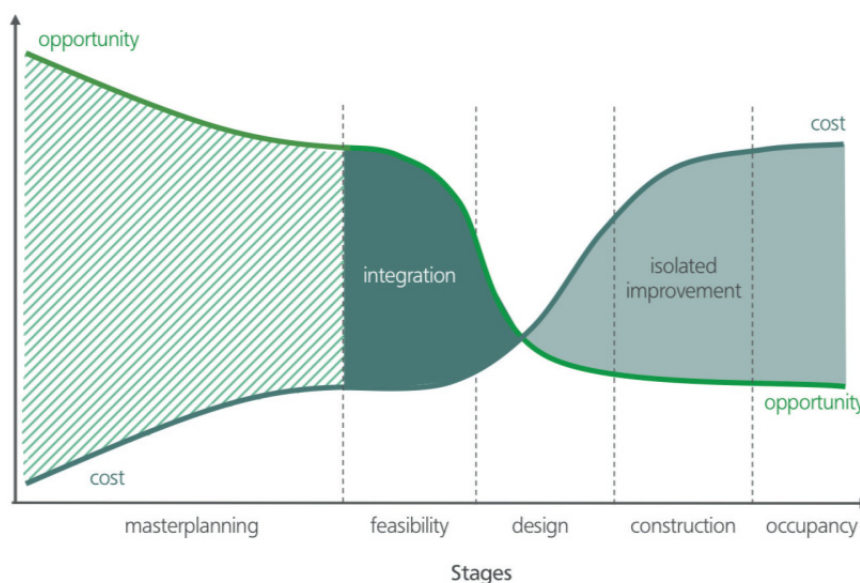 opportunity
cost
integration
isolated
improvement
opportunity
cost
masterplanning
feasibility
design
construction
occupancy
Stages